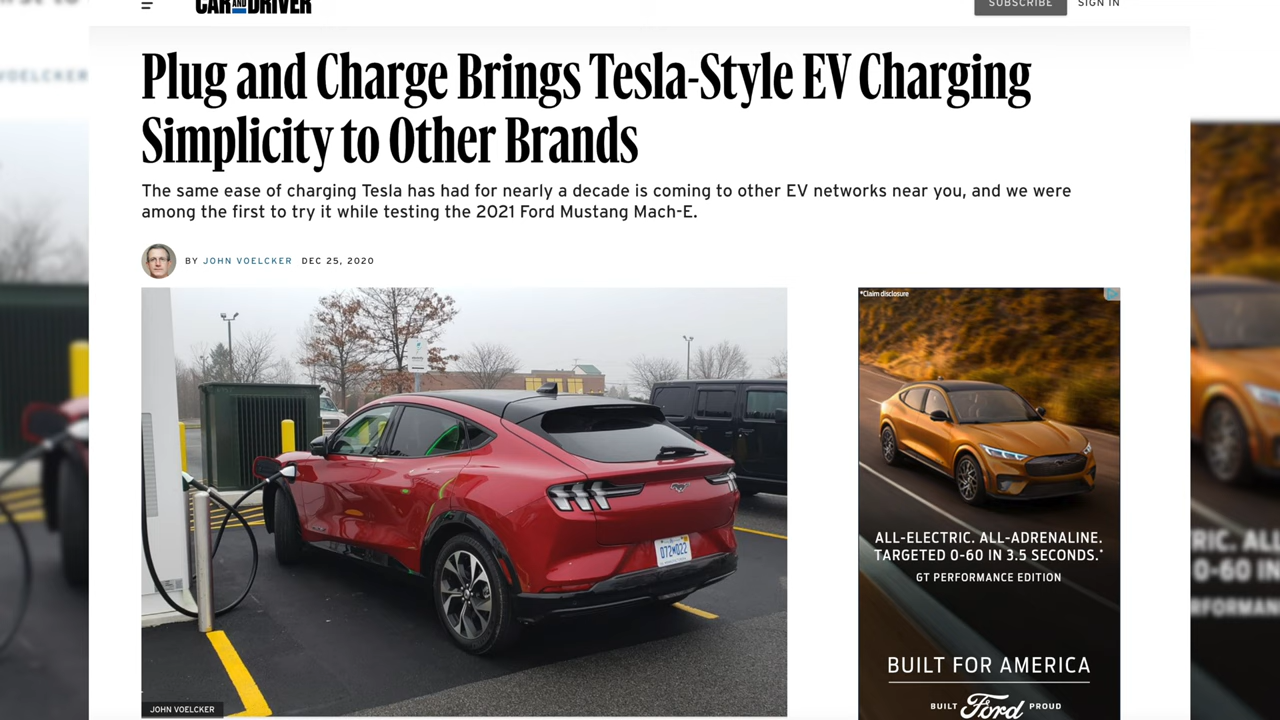 CAR AND DRIVER
SUBSCRIBE
SIGN IN
Plug and Charge Brings Tesla-Style EV Charging
Simplicity to Other Brands
The same ease of charging Tesla has had for nearly a decade is coming to other EV networks near you, and we were
among the first to try it while testing the 2021 Ford Mustang Mach-E.
BY JOHN VOELCKER DEC 25, 2020
072M022
JOHN VOELCKER
*Claim disclosure
ALL-ELECTRIC. ALL-ADRENALINE.
TARGETED 0-60 IN 3.5 SECONDS.*
GT PERFORMANCE EDITION
BUILT FOR AMERICA
BUILT Ford PROUD